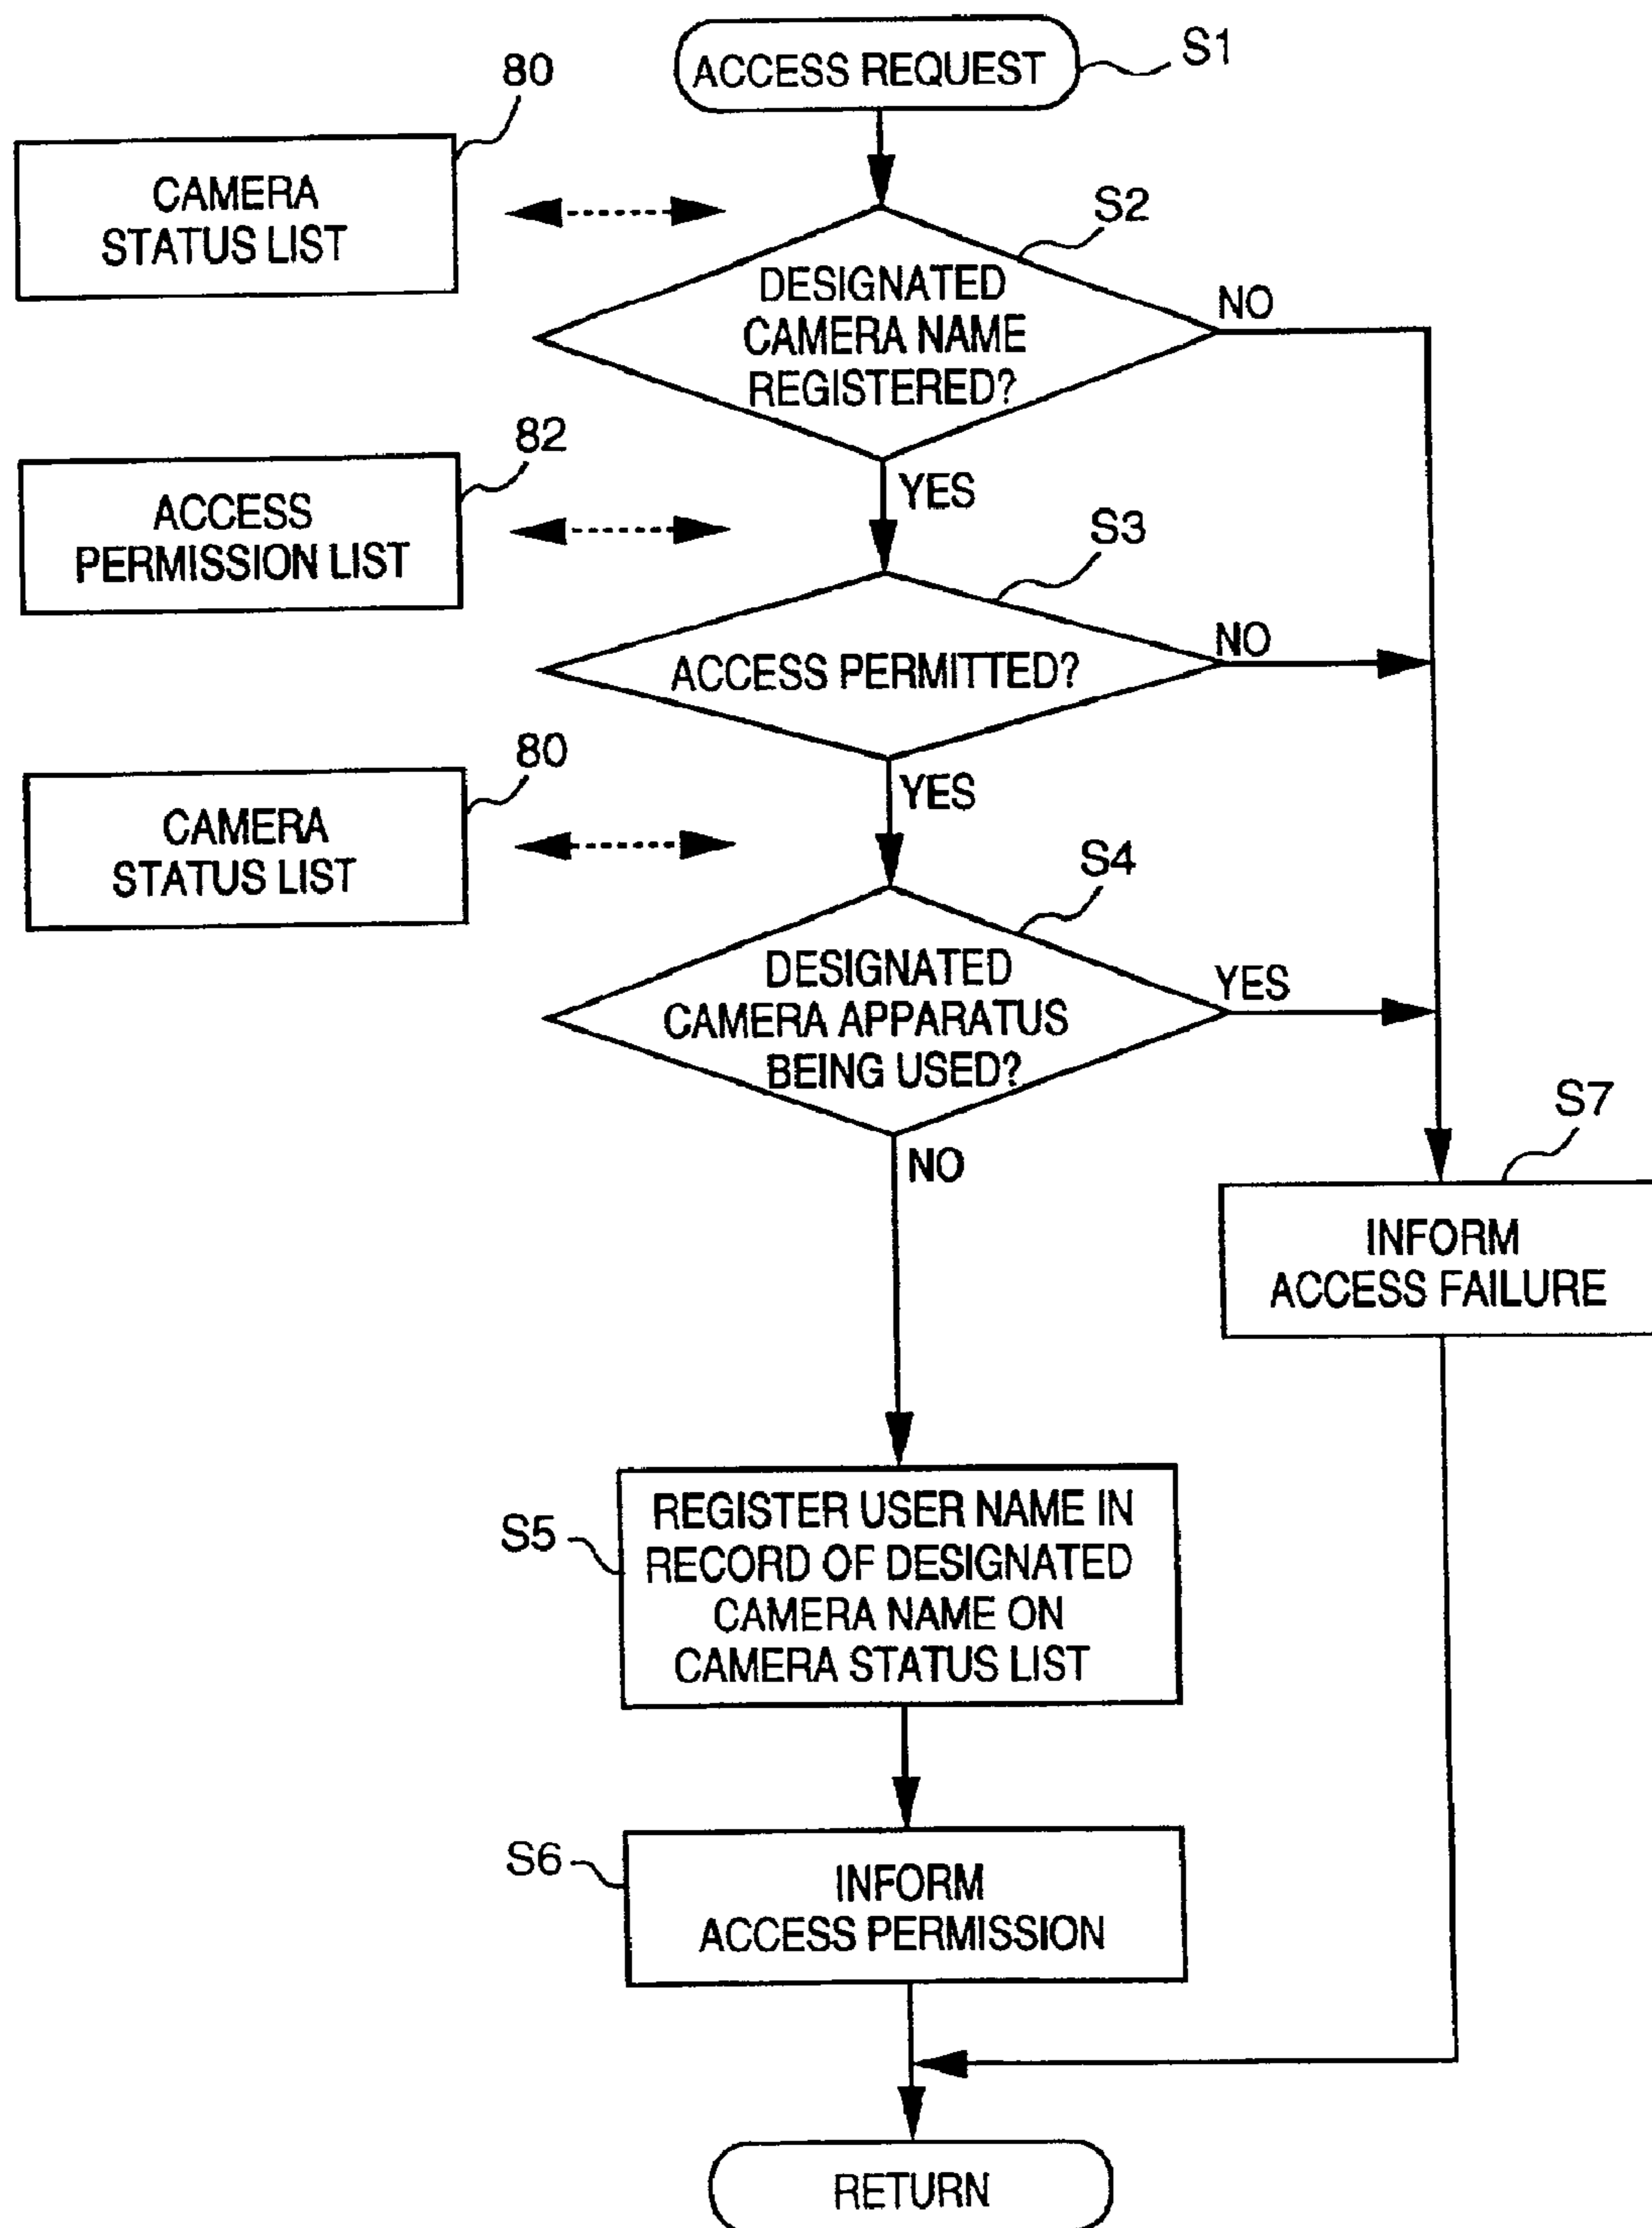 ACCESS REQUEST
S1
80
CAMERA
STATUS LIST
S2
DESIGNATED
CAMERA NAME
REGISTERED?
NO
YES
82
ACCESS
PERMISSION LIST
S3
ACCESS PERMITTED?
NO
YES
80
CAMERA
STATUS LIST
S4
DESIGNATED
CAMERA APPARATUS
BEING USED?
YES
NO
S7
INFORM
ACCESS FAILURE
S5
REGISTER USER NAME IN
RECORD OF DESIGNATED
CAMERA NAME ON
CAMERA STATUS LIST
S6
INFORM
ACCESS PERMISSION
RETURN